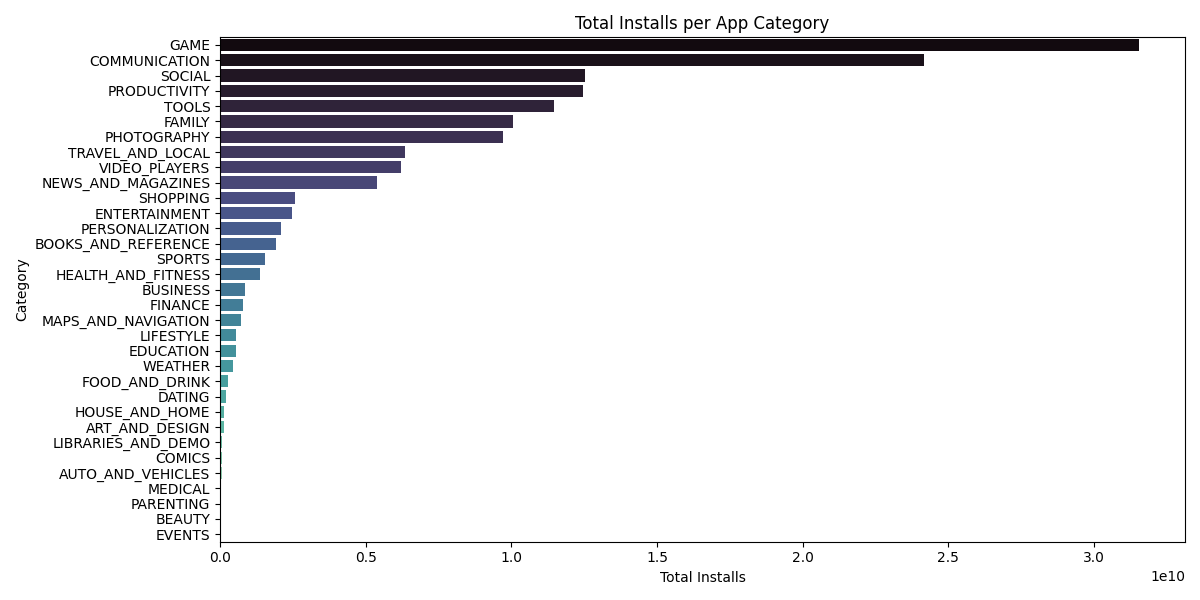 Total Installs per App Category
Category
GAME
COMMUNICATION
SOCIAL
PRODUCTIVITY
TOOLS
FAMILY
PHOTOGRAPHY
TRAVEL_AND_LOCAL
VIDEO_PLAYERS
NEWS_AND_MAGAZINES
SHOPPING
ENTERTAINMENT
PERSONALIZATION
BOOKS_AND_REFERENCE
SPORTS
HEALTH_AND_FITNESS
BUSINESS
FINANCE
MAPS_AND_NAVIGATION
LIFESTYLE
EDUCATION
WEATHER
FOOD_AND_DRINK
DATING
HOUSE_AND_HOME
ART_AND_DESIGN
LIBRARIES_AND_DEMO
COMICS
AUTO_AND_VEHICLES
MEDICAL
PARENTING
BEAUTY
EVENTS
0.0 0.5 1.0 1.5 2.0 2.5 3.0
1e10
Total Installs